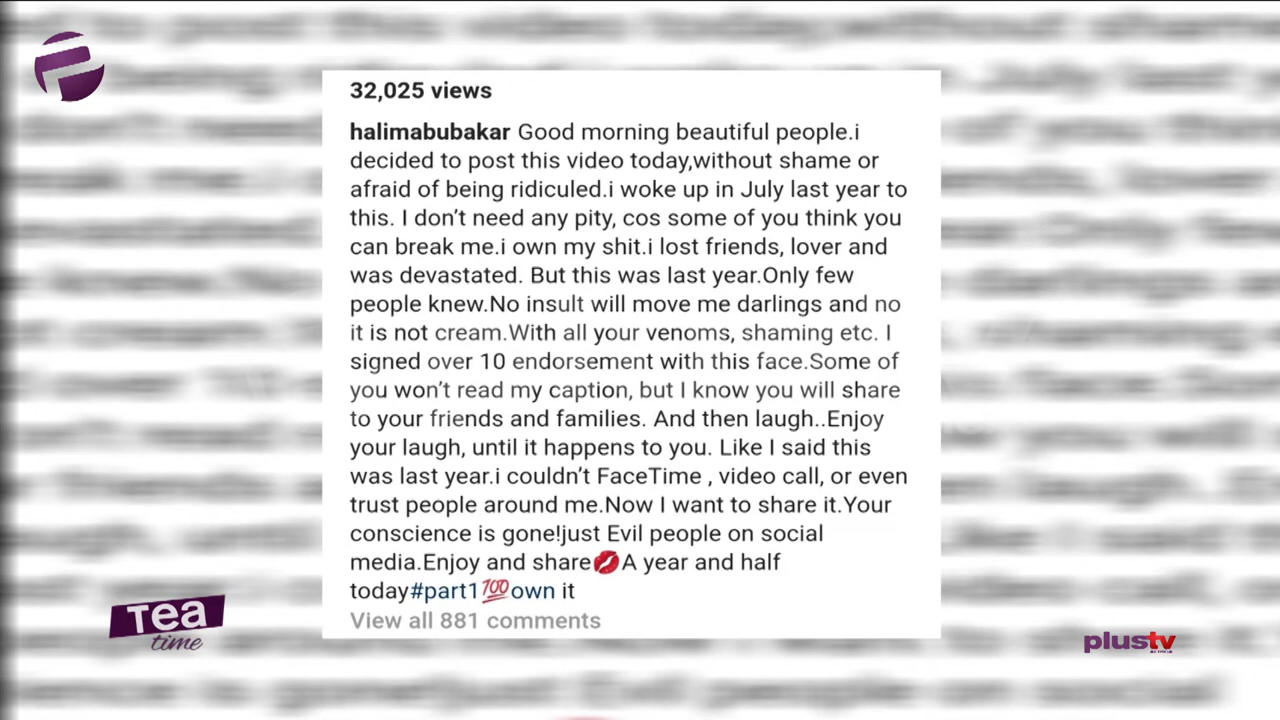 32,025 views
halimabubakar Good morning beautiful people.i
decided to post this video today,without shame or
afraid of being ridiculed.i woke up in July last year to
this. I don't need any pity, cos some of you think you
can break me.i own my shit.i lost friends, lover and
was devastated. But this was last year.Only few
people knew.No insult will move me darlings and no
it is not cream.With all your venoms, shaming etc. I
signed over 10 endorsement with this face.Some of
you won't read my caption, but I know you will share
to your friends and families. And then laugh..Enjoy
your laugh, until it happens to you. Like I said this
was last year.i couldn't FaceTime , video call, or even
trust people around me.Now I want to share it.Your
conscience is gone!just Evil people on social
media.Enjoy and share💋A year and half
today#part1💯own it
View all 881 comments
Tea
time
plustv